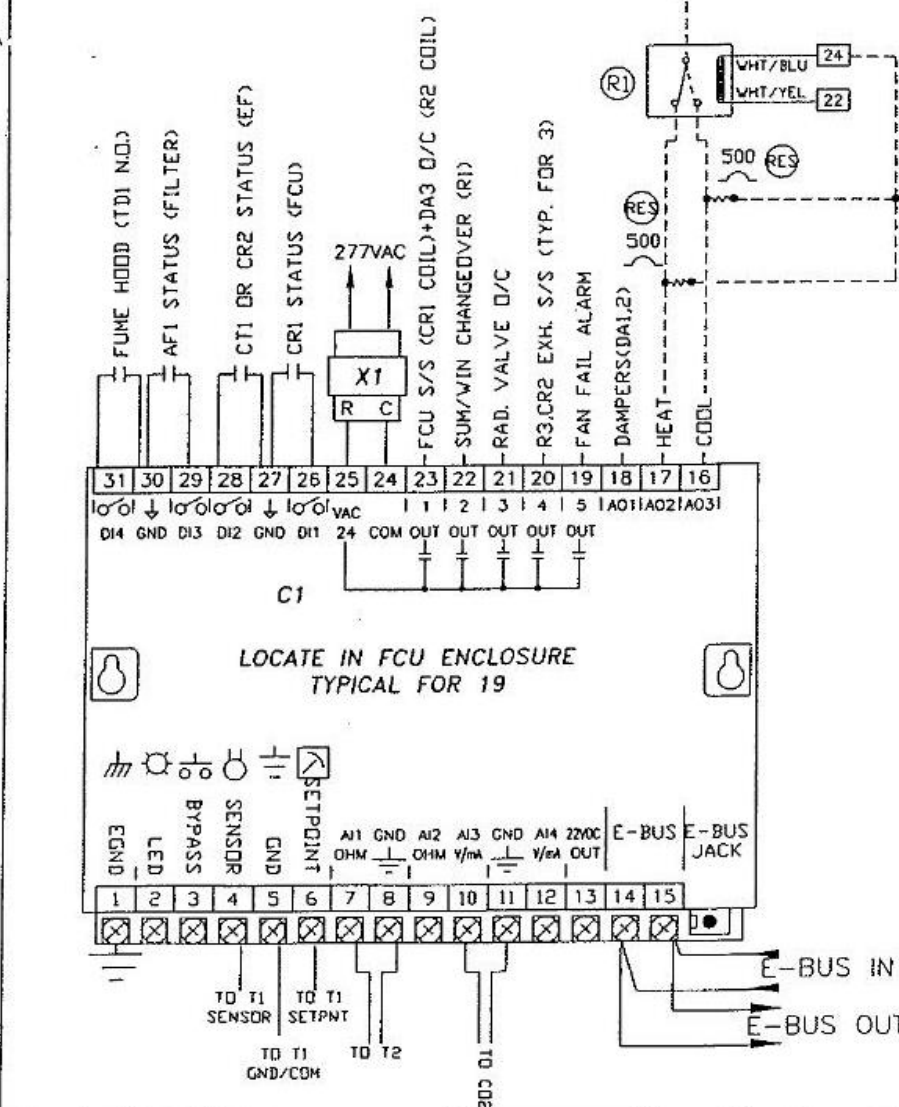 FUME HOOD (TD1 N.O.)
AF1 STATUS (FILTER)
CT1 OR CR2 STATUS (EF)
CR1 STATUS (FCU)
277VAC
X1
R C
FCU S/S (CR1 COIL)+DA3 O/C (R2 COIL)
SUM/WIN CHANGEOVER (R1)
RAD. VALVE O/C
R3,CR2 EXH. S/S (TYP. FOR 3)
FAN FAIL ALARM
DAMPERS(DA1,2)
HEAT
COOL
R1
WHT/BLU 24
WHT/YEL 22
500 RES
RES
500
31 30 29 28 27 26 25 24 23 22 21 20 19 18 17 16
VAC 1 2 3 4 5 AO1 AO2 AO3
DI4 GND DI3 DI2 GND DI1 24 COM OUT OUT OUT OUT OUT
C1
LOCATE IN FCU ENCLOSURE
TYPICAL FOR 19
EGND
LED
BYPASS
SENSOR
GND
SETPOINT
AI1 GND AI2 AI3 GND AI4 22VDC E-BUS E-BUS
OHM OHM V/mA V/mA OUT JACK
1 2 3 4 5 6 7 8 9 10 11 12 13 14 15
E-BUS IN
E-BUS OUT
TO T1
SENSOR
TO T1
SETPNT
TO T1
GND/COM
TO T2
TO CO2